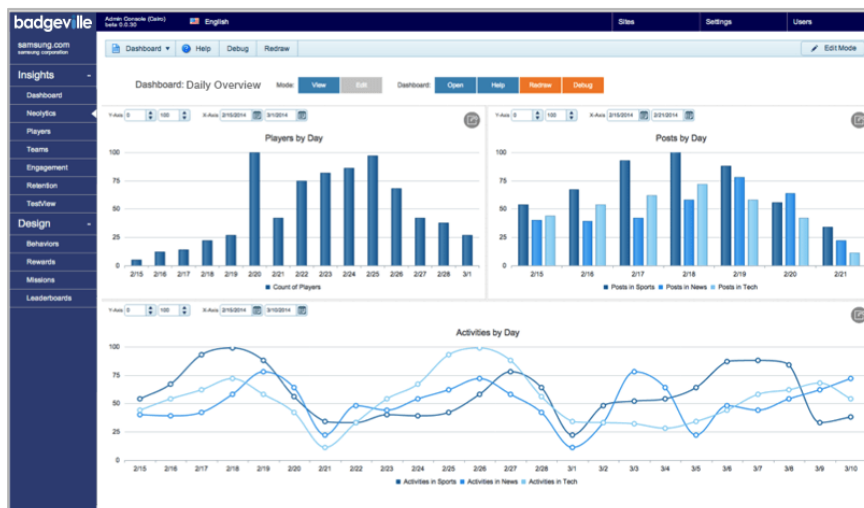 badgeville
Admin Console (Cairo)
beta 0.0.30
English
Sites
Settings
Users
samsung.com
samsung corporation
Dashboard
Help
Debug
Redraw
Edit Mode
Insights -
Dashboard
Neolytics
Players
Teams
Engagement
Retention
TestView
Design -
Behaviors
Rewards
Missions
Leaderboards
Dashboard: Daily Overview
Mode:
View
Edit
Dashboard:
Open
Help
Redraw
Debug
Y-Axis 0 100 X-Axis 2/15/2014 3/1/2014
Players by Day
100
75
50
25
0
2/15 2/16 2/17 2/18 2/19 2/20 2/21 2/22 2/23 2/24 2/25 2/26 2/27 2/28 3/1
Count of Players
Y-Axis 0 100 X-Axis 2/15/2014 2/21/2014
Posts by Day
100
75
50
25
0
2/15 2/16 2/17 2/18 2/19 2/20 2/21
Posts in Sports Posts in News Posts in Tech
Y-Axis 0 100 X-Axis 2/15/2014 3/10/2014
Activities by Day
100
75
50
25
0
2/15 2/16 2/17 2/18 2/19 2/20 2/21 2/22 2/23 2/24 2/25 2/26 2/27 2/28 3/1 3/2 3/3 3/4 3/5 3/6 3/7 3/8 3/9 3/10
Activities in Sports Activities in News Activities in Tech